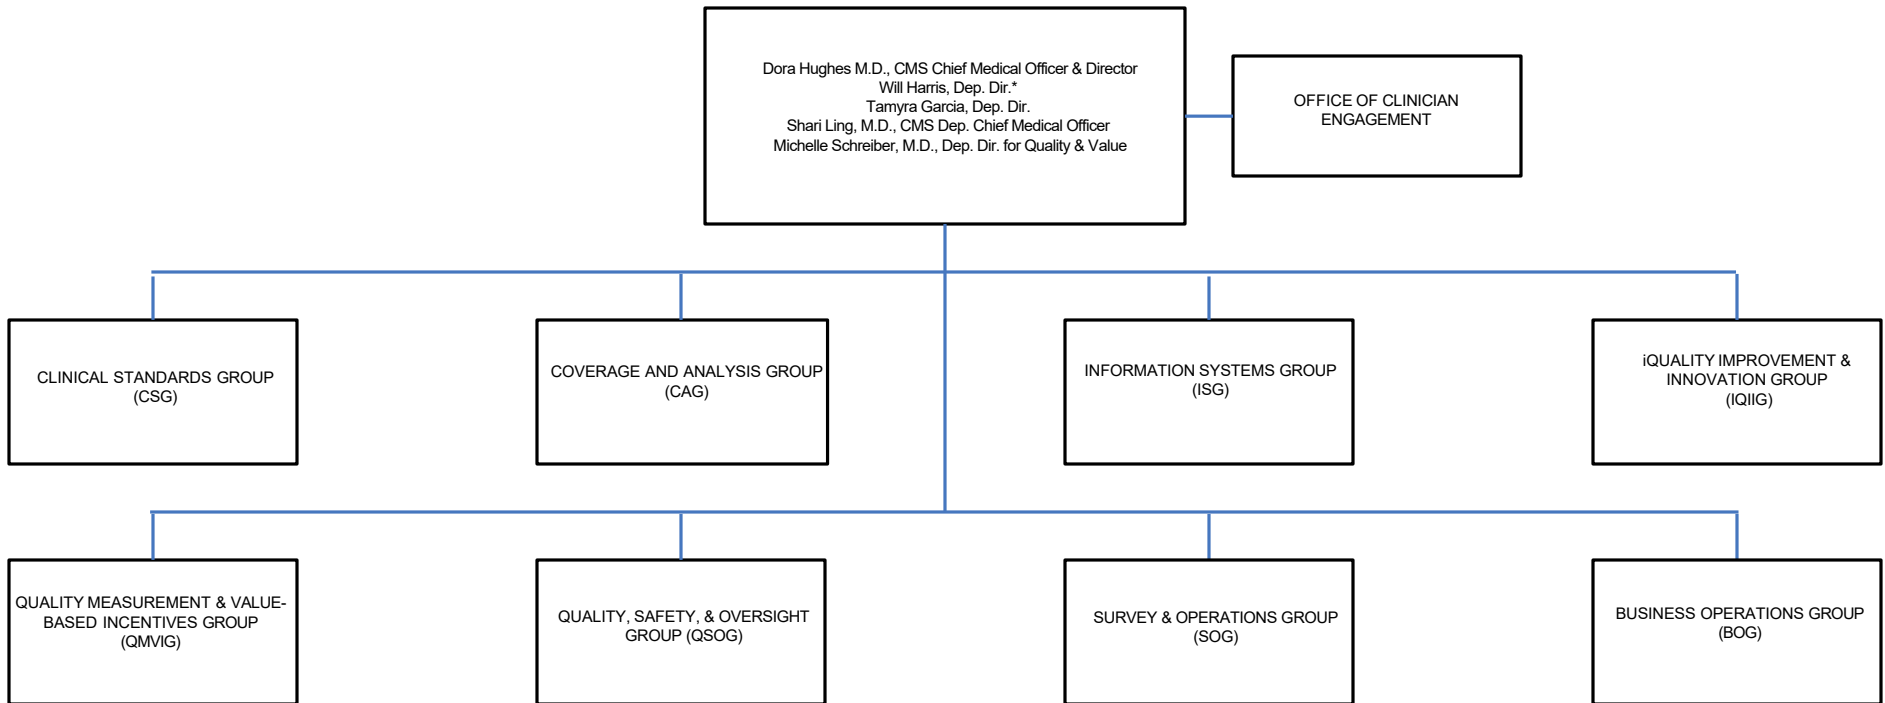 Dora Hughes M.D., CMS Chief Medical Officer & Director
Will Harris, Dep. Dir.*
Tamyra Garcia, Dep. Dir.
Shari Ling, M.D., CMS Dep. Chief Medical Officer
Michelle Schreiber, M.D., Dep. Dir. for Quality & Value
OFFICE OF CLINICIAN
ENGAGEMENT
CLINICAL STANDARDS GROUP
(CSG)
COVERAGE AND ANALYSIS GROUP
(CAG)
INFORMATION SYSTEMS GROUP
(ISG)
iQUALITY IMPROVEMENT &
INNOVATION GROUP
(IQIIG)
QUALITY MEASUREMENT & VALUE-
BASED INCENTIVES GROUP
(QMVIG)
QUALITY, SAFETY, & OVERSIGHT
GROUP (QSOG)
SURVEY & OPERATIONS GROUP
(SOG)
BUSINESS OPERATIONS GROUP
(BOG)